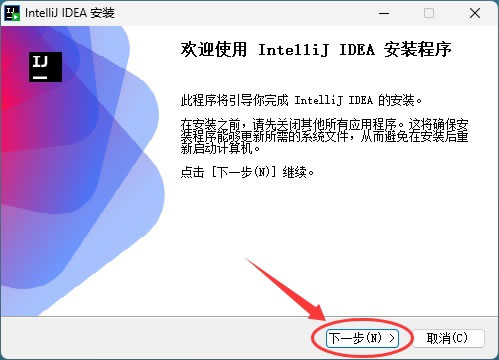 IntelliJ IDEA 安装
IJ
欢迎使用 IntelliJ IDEA 安装程序
此程序将引导你完成 IntelliJ IDEA 的安装。
在安装之前，请先关闭其他所有应用程序。这将确保安
装程序能够更新所需的系统文件，从而避免在安装后重
新启动计算机。
点击 [下一步(N)] 继续。
下一步(N) >
取消(C)